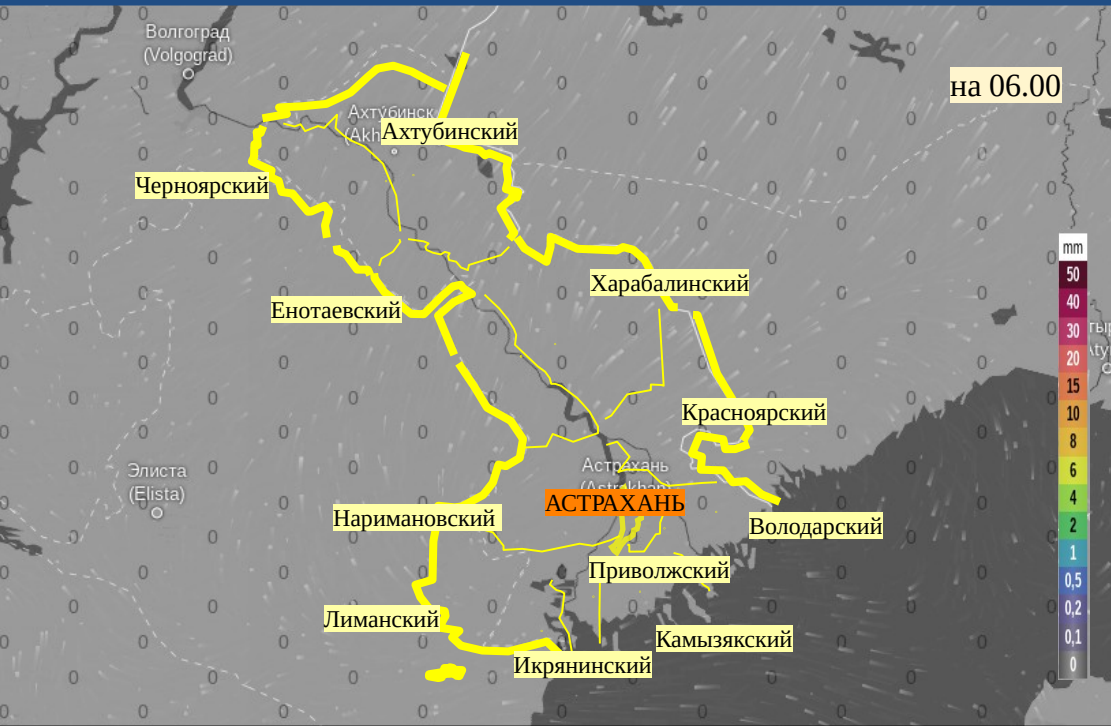 Волгоград
(Volgograd)
на 06.00
Ахтубинск
(Akh
Ахтубинский
Черноярский
mm
50
40
30
20
15
10
8
6
4
2
1
0,5
0,2
0,1
0
Харабалинский
Енотаевский
Красноярский
Элиста
(Elista)
Астрахань
(Astrakhan)
АСТРАХАНЬ
Наримановский
Володарский
Приволжский
Лиманский
Камызякский
Икрянинский